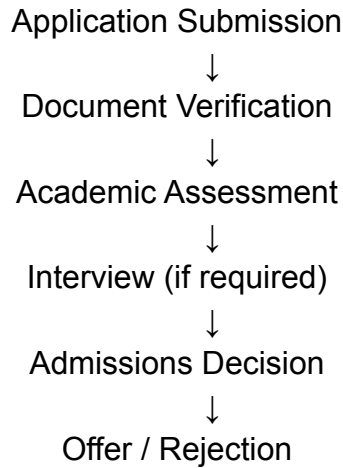 Application Submission
↓
Document Verification
↓
Academic Assessment
↓
Interview (if required)
↓
Admissions Decision
↓
Offer / Rejection